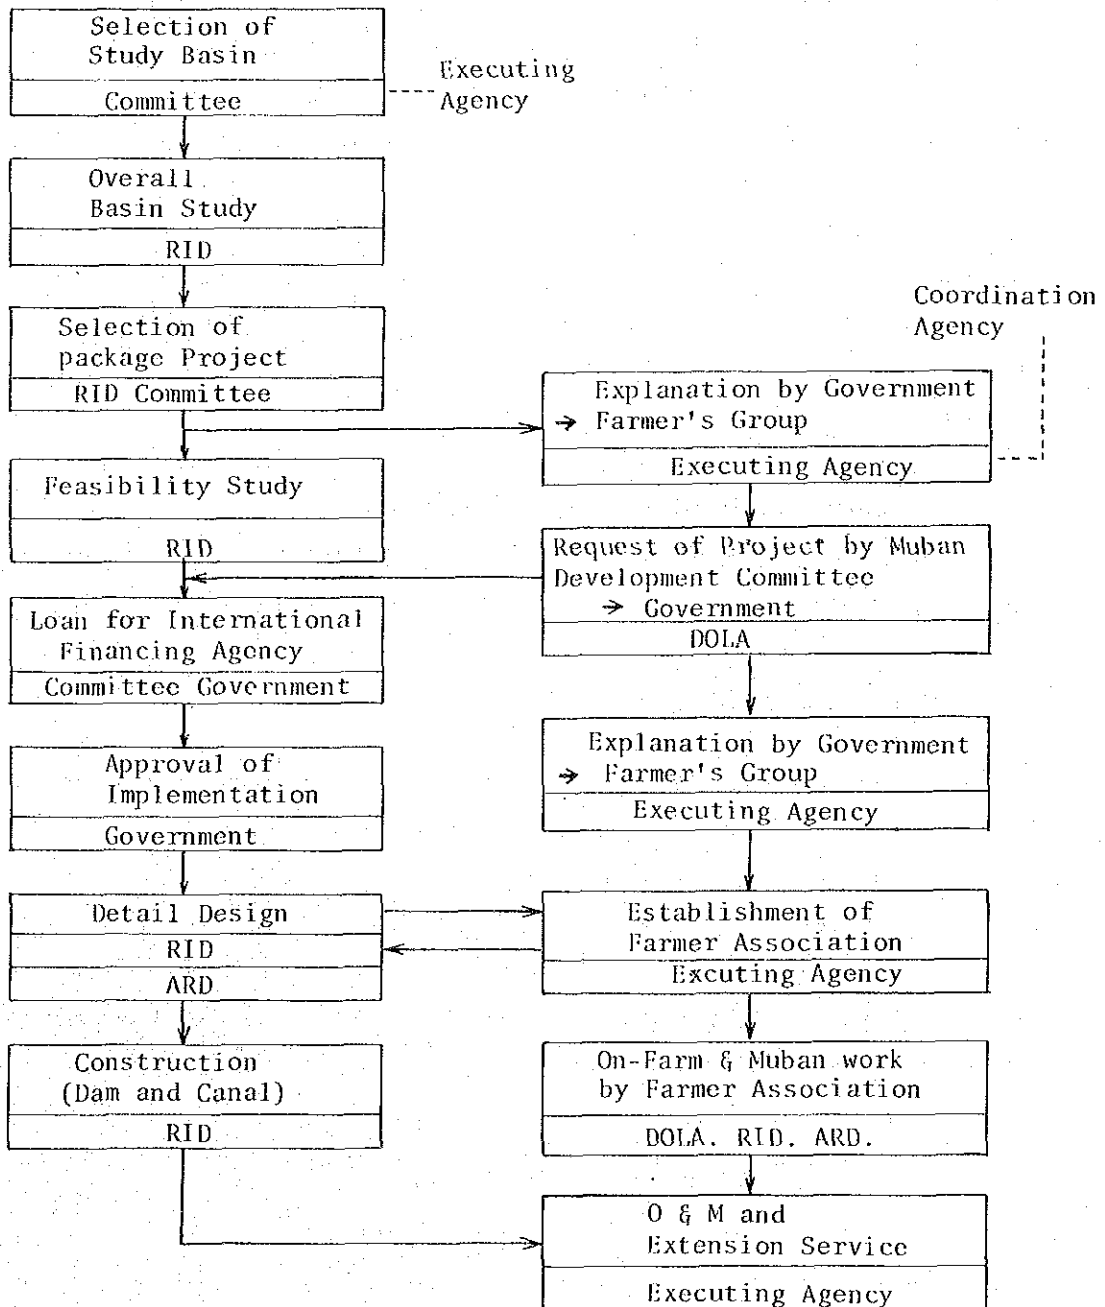 Selection of
Study Basin
Committee
Executing
Agency
Overall
Basin Study
RID
Selection of
package Project
RID Committee
Coordination
Agency
Explanation by Government
→ Farmer's Group
Executing Agency
Feasibility Study
RID
Request of Project by Muban
Development Committee
→ Government
DOLA
Loan for International
Financing Agency
Committee Government
Explanation by Government
→ Farmer's Group
Executing Agency
Approval of
Implementation
Government
Detail Design
RID
ARD
Establishment of
Farmer Association
Excuting Agency
Construction
(Dam and Canal)
RID
On-Farm & Muban work
by Farmer Association
DOLA. RID. ARD.
O & M and
Extension Service
Executing Agency